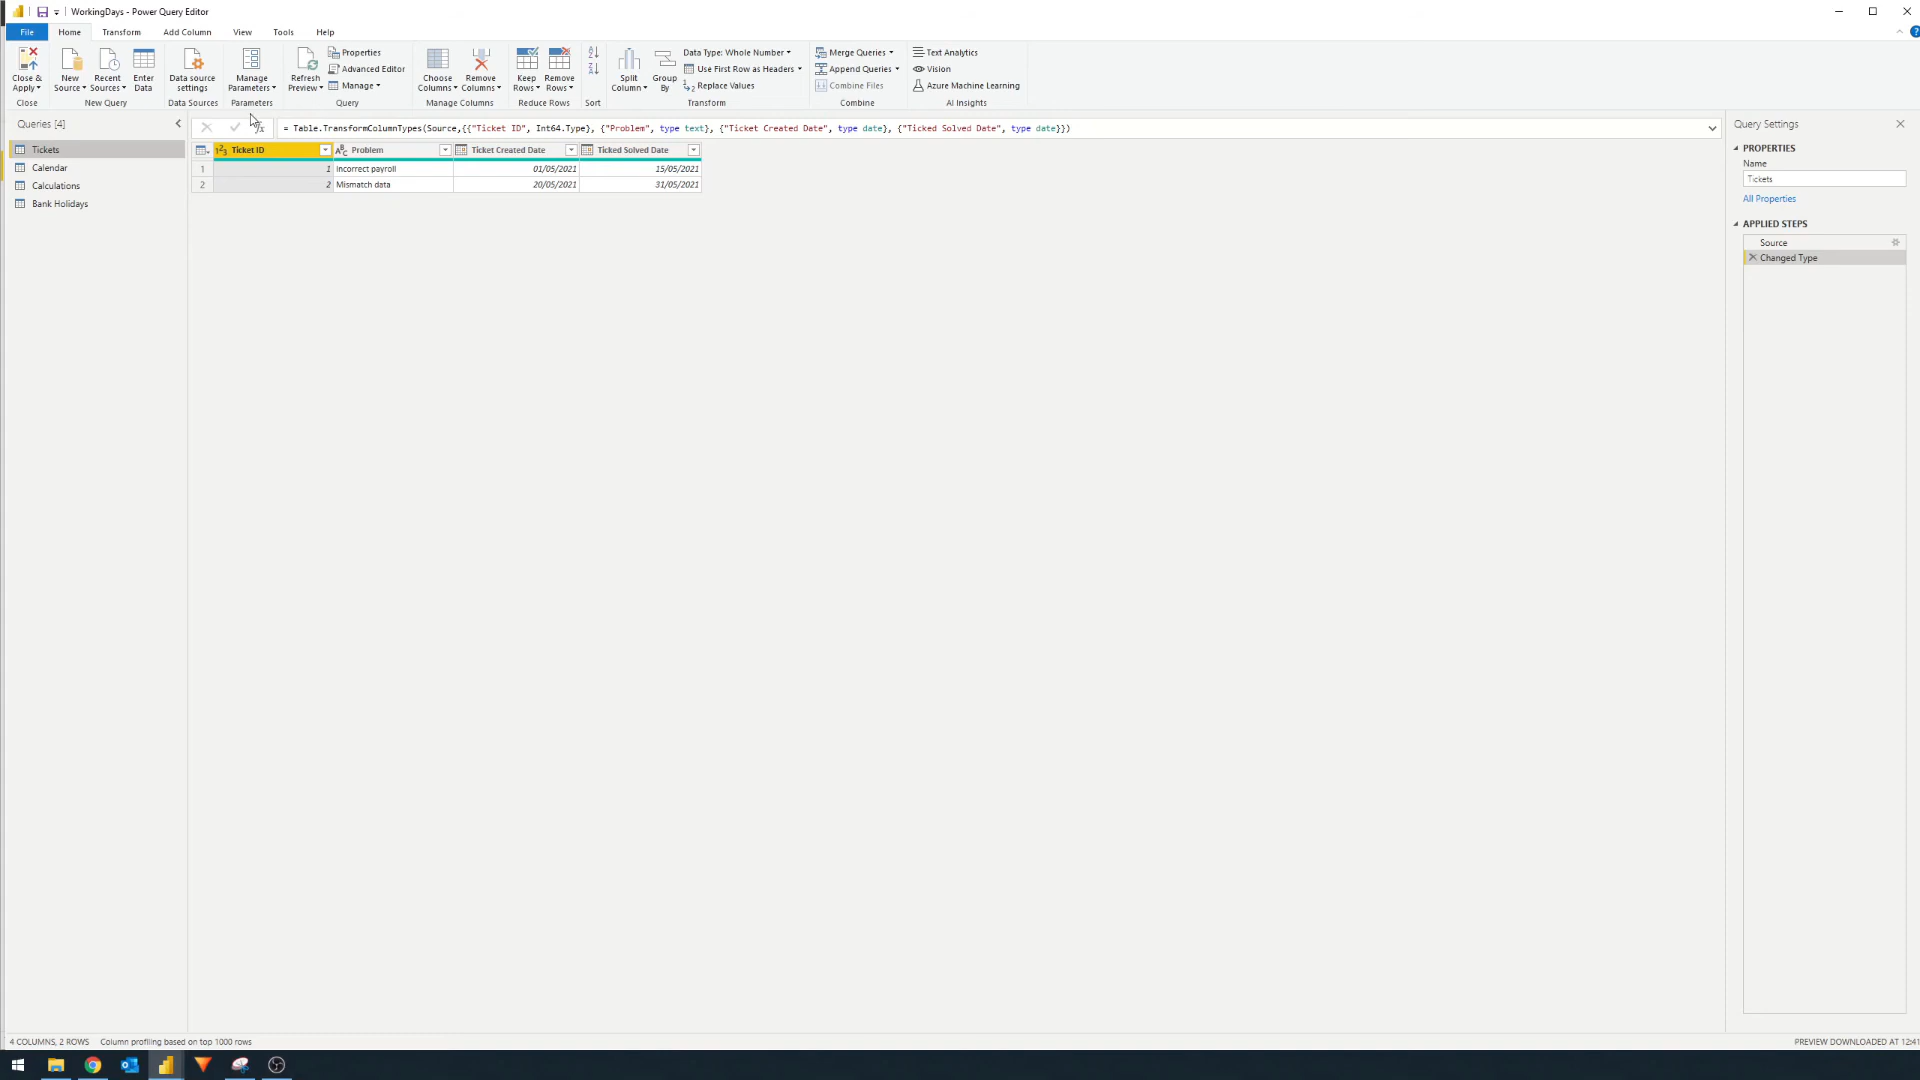 WorkingDays - Power Query Editor
File Home Transform Add Column View Tools Help
Close & Apply
New Source
Recent Sources
Enter Data
Data source settings
Manage Parameters
Refresh Preview
Properties
Advanced Editor
Manage
Choose Columns
Remove Columns
Keep Rows
Remove Rows
Split Column
Group By
Data Type: Whole Number
Use First Row as Headers
Replace Values
Merge Queries
Append Queries
Combine Files
Text Analytics
Vision
Azure Machine Learning
Close New Query Data Sources Parameters Query Manage Columns Reduce Rows Sort Transform Combine AI Insights
Queries [4]
Tickets
Calendar
Calculations
Bank Holidays
= Table.TransformColumnTypes(Source,{{"Ticket ID", Int64.Type}, {"Problem", type text}, {"Ticket Created Date", type date}, {"Ticked Solved Date", type date}})
Ticket ID Problem Ticket Created Date Ticked Solved Date
1 1 Incorrect payroll 01/05/2021 15/05/2021
2 2 Mismatch data 20/05/2021 31/05/2021
Query Settings
PROPERTIES
Name
Tickets
All Properties
APPLIED STEPS
Source
Changed Type
4 COLUMNS, 2 ROWS Column profiling based on top 1000 rows
PREVIEW DOWNLOADED AT 12:41